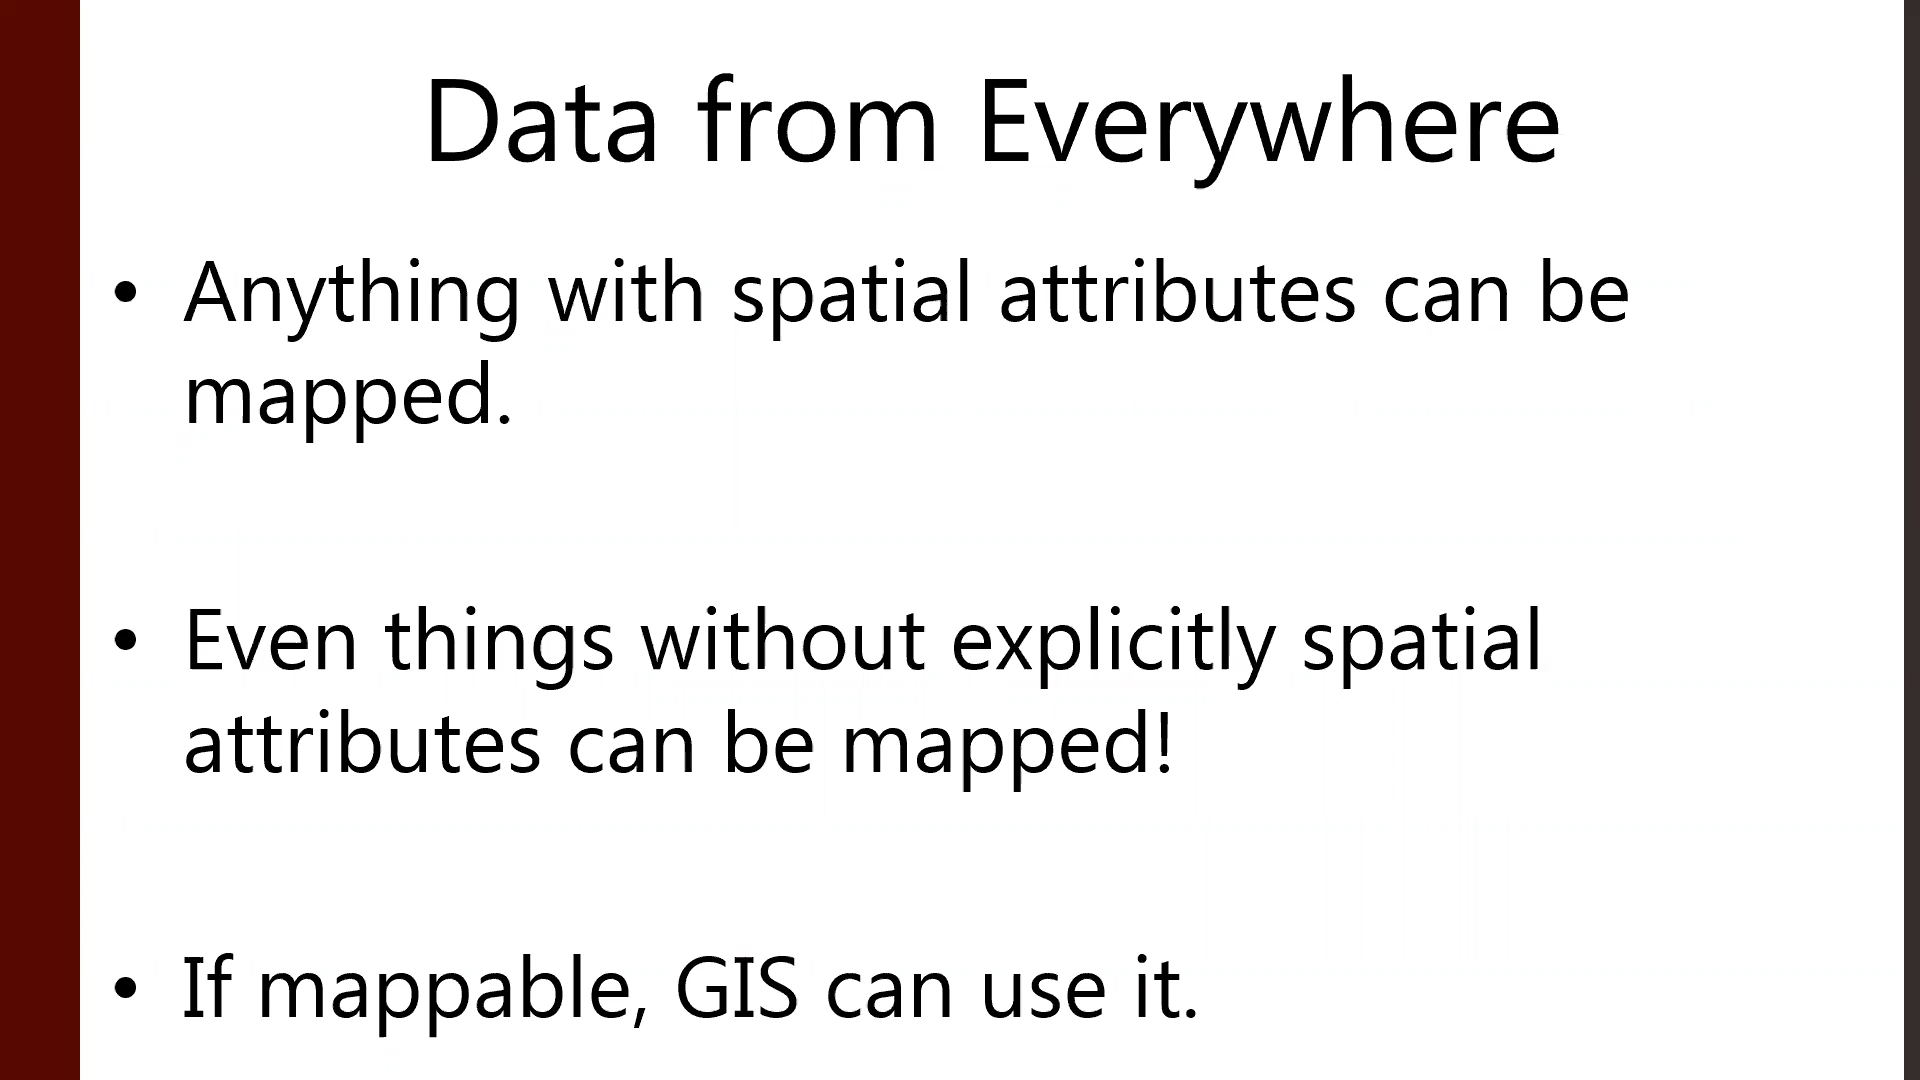 Data from Everywhere
• Anything with spatial attributes can be
mapped.
• Even things without explicitly spatial
attributes can be mapped!
• If mappable, GIS can use it.